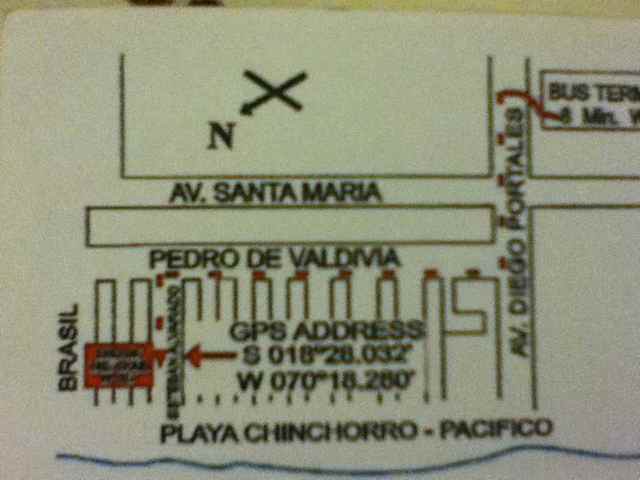 BUS TERM
8 Min. W
N
AV. SANTA MARIA
AV. DIEGO PORTALES
PEDRO DE VALDIVIA
BRASIL
GPS ADDRESS
S 018°28.032'
W 070°18.280'
PLAYA CHINCHORRO - PACIFICO